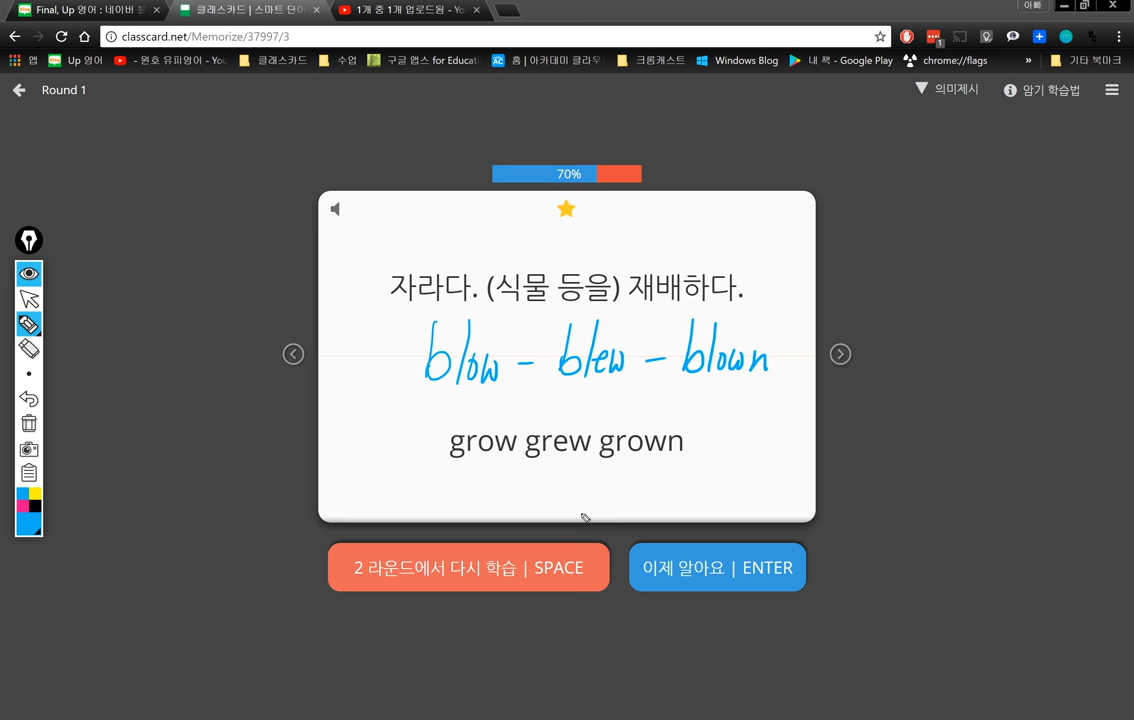 Final, Up 영어 : 네이버 블
클래스카드 | 스마트 단어
1개 중 1개 업로드됨 - Yo
아빠
classcard.net/Memorize/37997/3
앱
Up 영어
- 원호 유피영어 - You
클래스카드
수업
구글 앱스 for Educati
홈 | 아카데미 클라우드
크롬캐스트
Windows Blog
내 책 - Google Play
chrome://flags
»
기타 북마크
Round 1
의미제시
암기 학습법
70%
자라다. (식물 등을) 재배하다.
blow - blew - blown
grow grew grown
2 라운드에서 다시 학습 | SPACE
이제 알아요 | ENTER